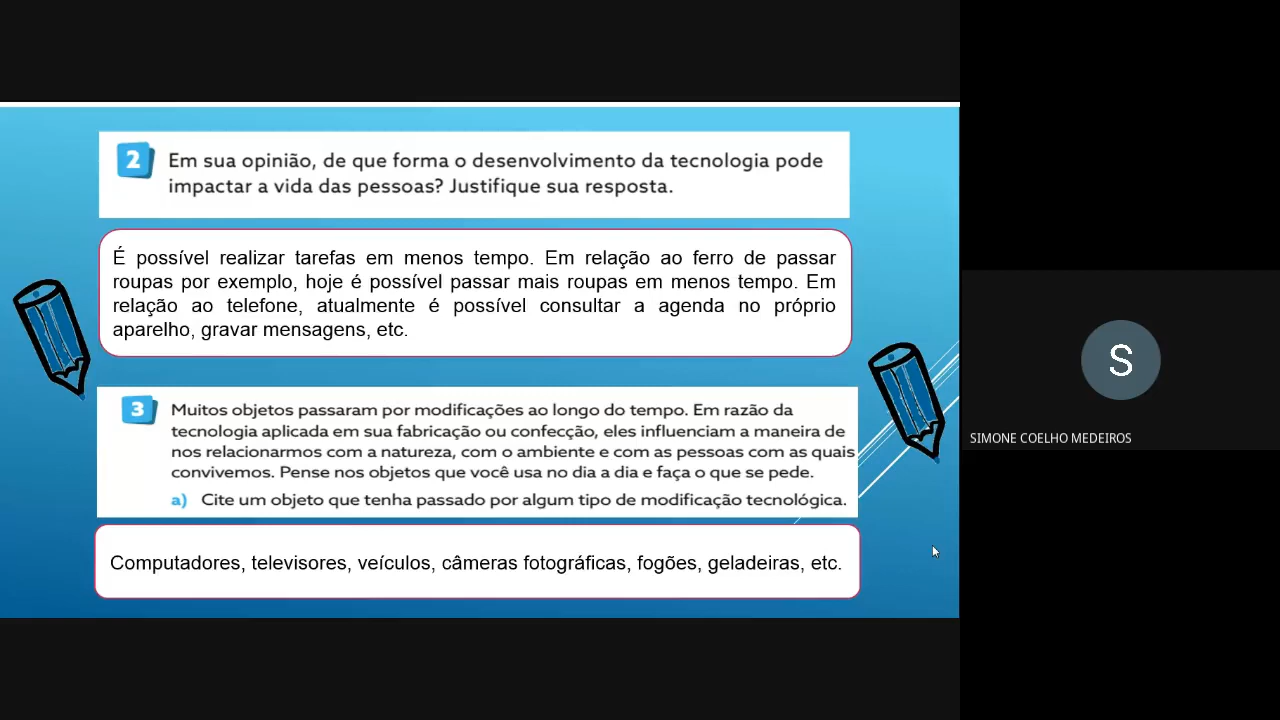 2 Em sua opinião, de que forma o desenvolvimento da tecnologia pode
impactar a vida das pessoas? Justifique sua resposta.
É possível realizar tarefas em menos tempo. Em relação ao ferro de passar
roupas por exemplo, hoje é possível passar mais roupas em menos tempo. Em
relação ao telefone, atualmente é possível consultar a agenda no próprio
aparelho, gravar mensagens, etc.
3 Muitos objetos passaram por modificações ao longo do tempo. Em razão da
tecnologia aplicada em sua fabricação ou confecção, eles influenciam a maneira de
nos relacionarmos com a natureza, com o ambiente e com as pessoas com as quais
convivemos. Pense nos objetos que você usa no dia a dia e faça o que se pede.
a) Cite um objeto que tenha passado por algum tipo de modificação tecnológica.
Computadores, televisores, veículos, câmeras fotográficas, fogões, geladeiras, etc.
S
SIMONE COELHO MEDEIROS